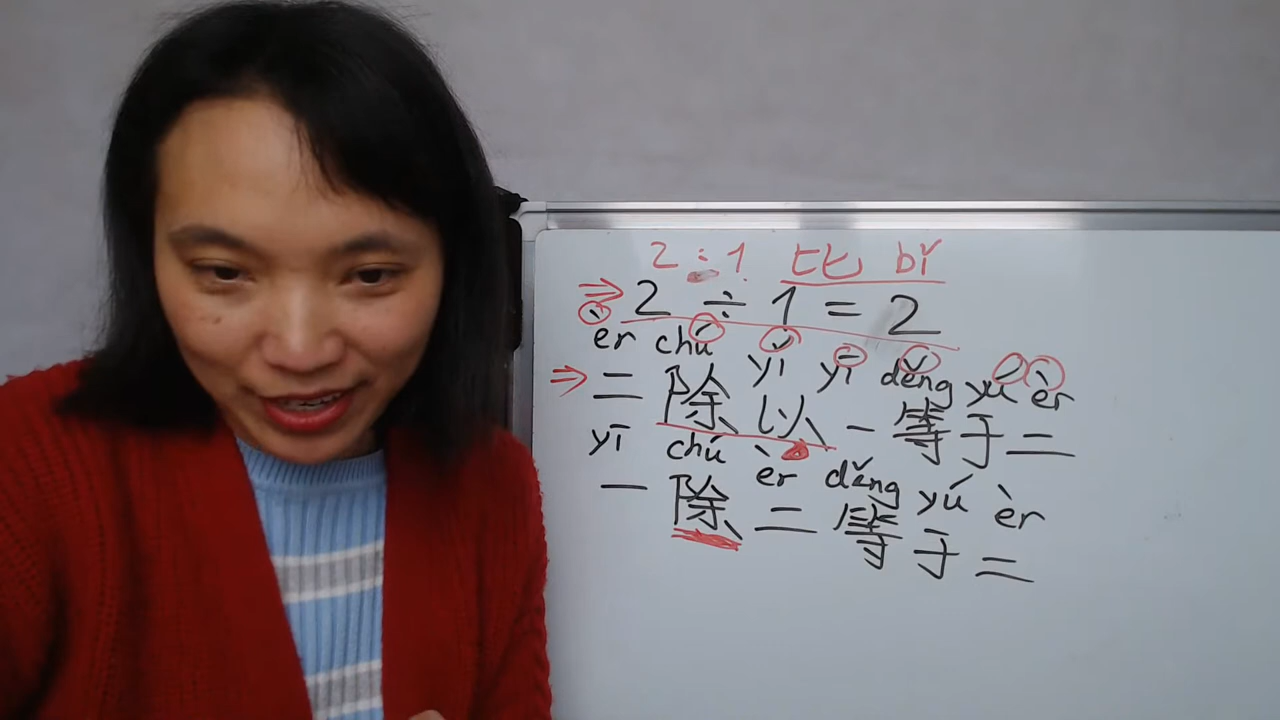 2 : 1 比 bǐ
2 ÷ 1 = 2
èr chú yǐ yī děng yú èr
二 除 以 一 等 于 二
yī chú èr děng yú èr
一 除 二 等 于 二